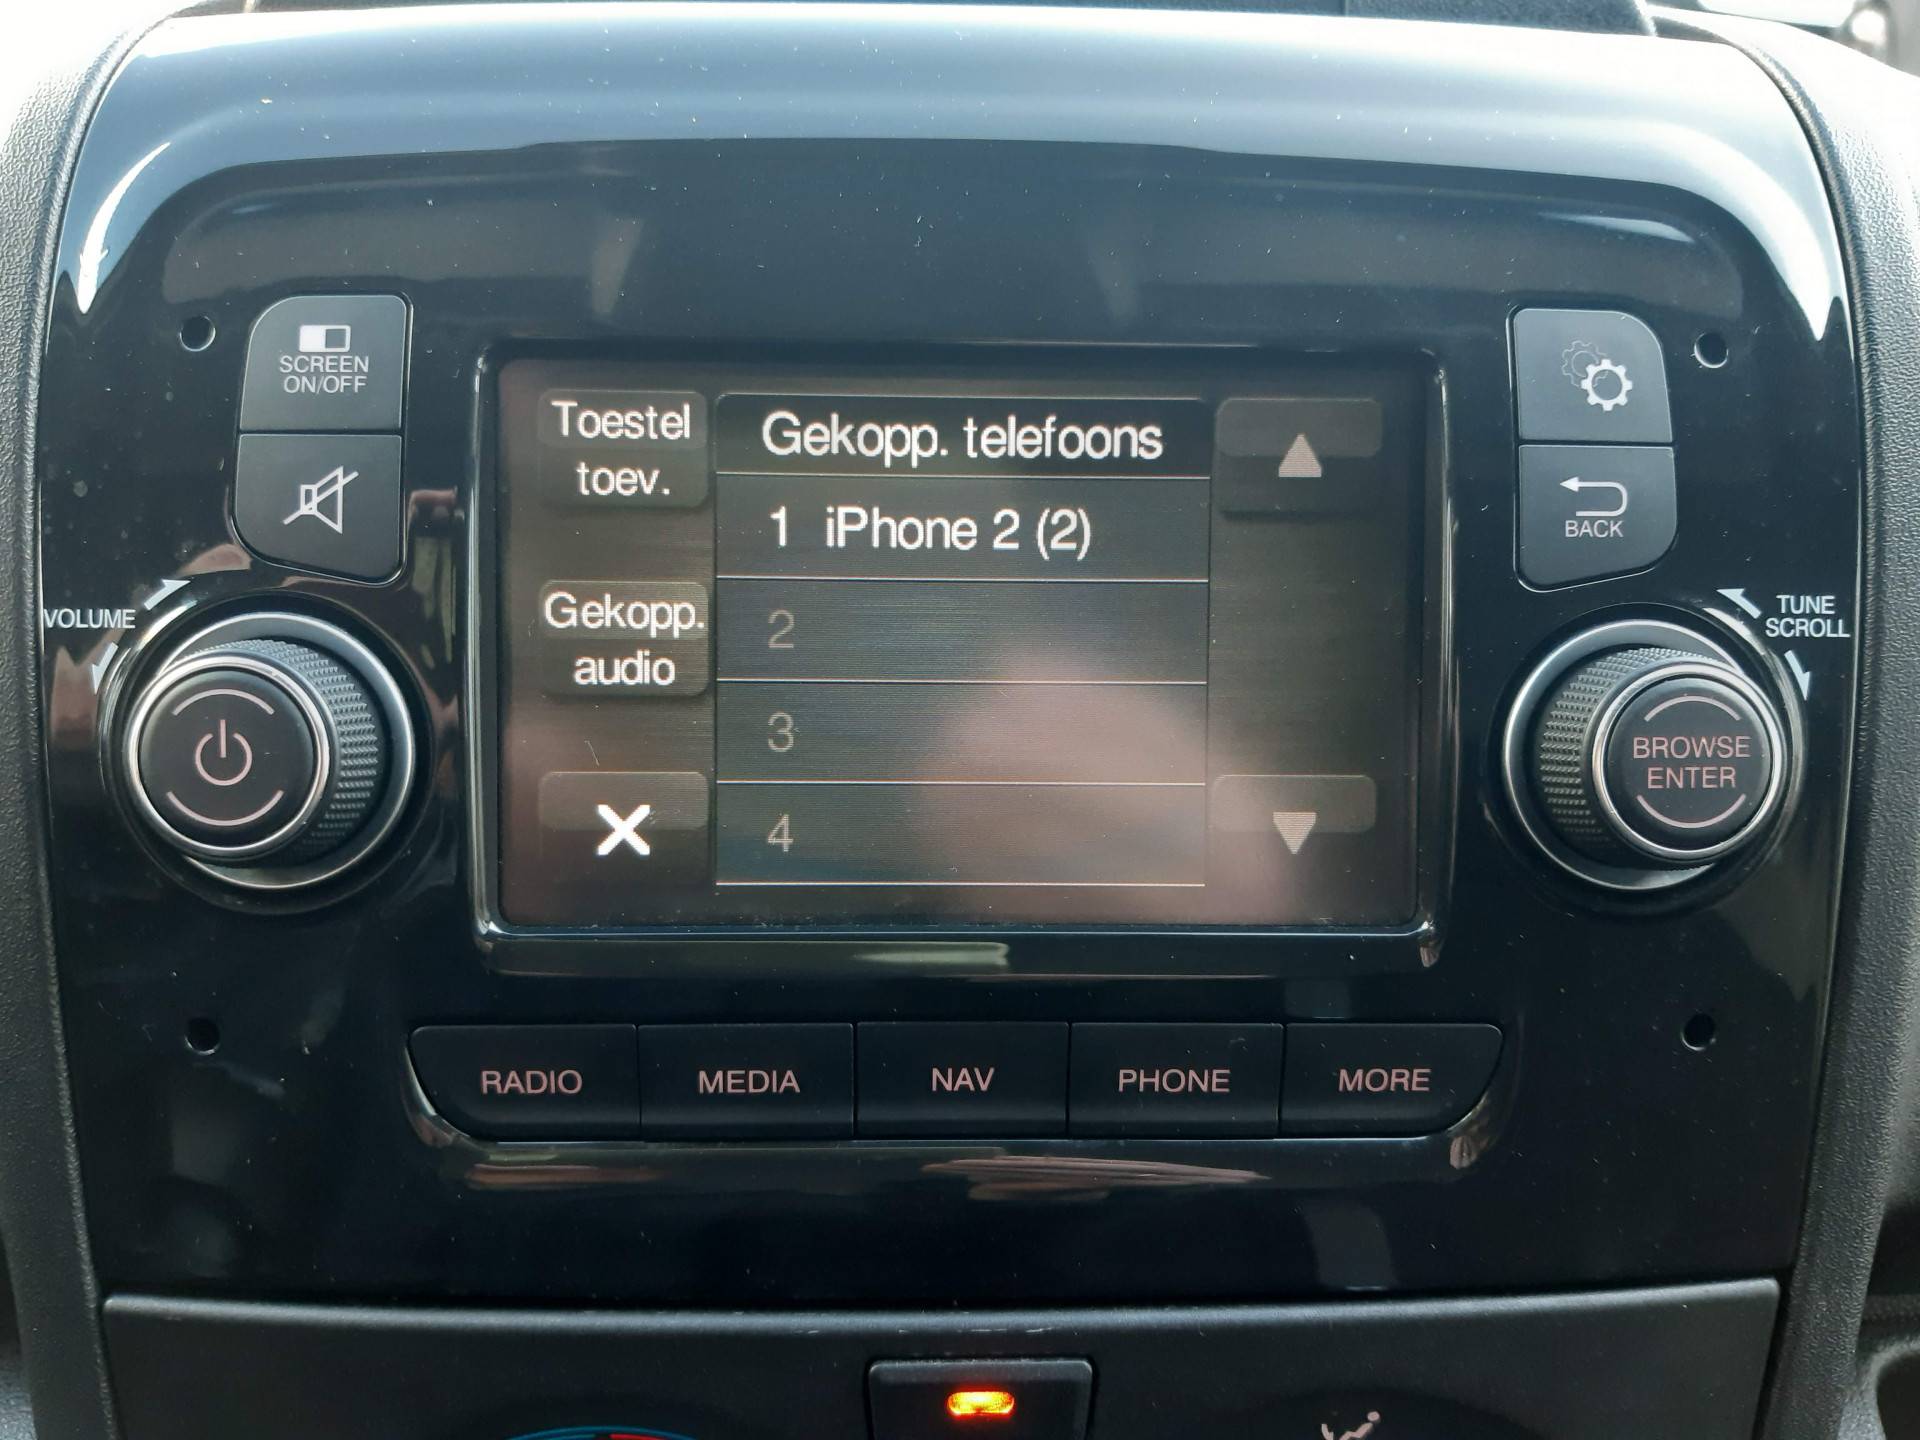 SCREEN
ON/OFF
VOLUME
Toestel
toev.
Gekopp.
audio
Gekopp. telefoons
1 iPhone 2 (2)
2
3
4
BACK
TUNE
SCROLL
BROWSE
ENTER
RADIO
MEDIA
NAV
PHONE
MORE